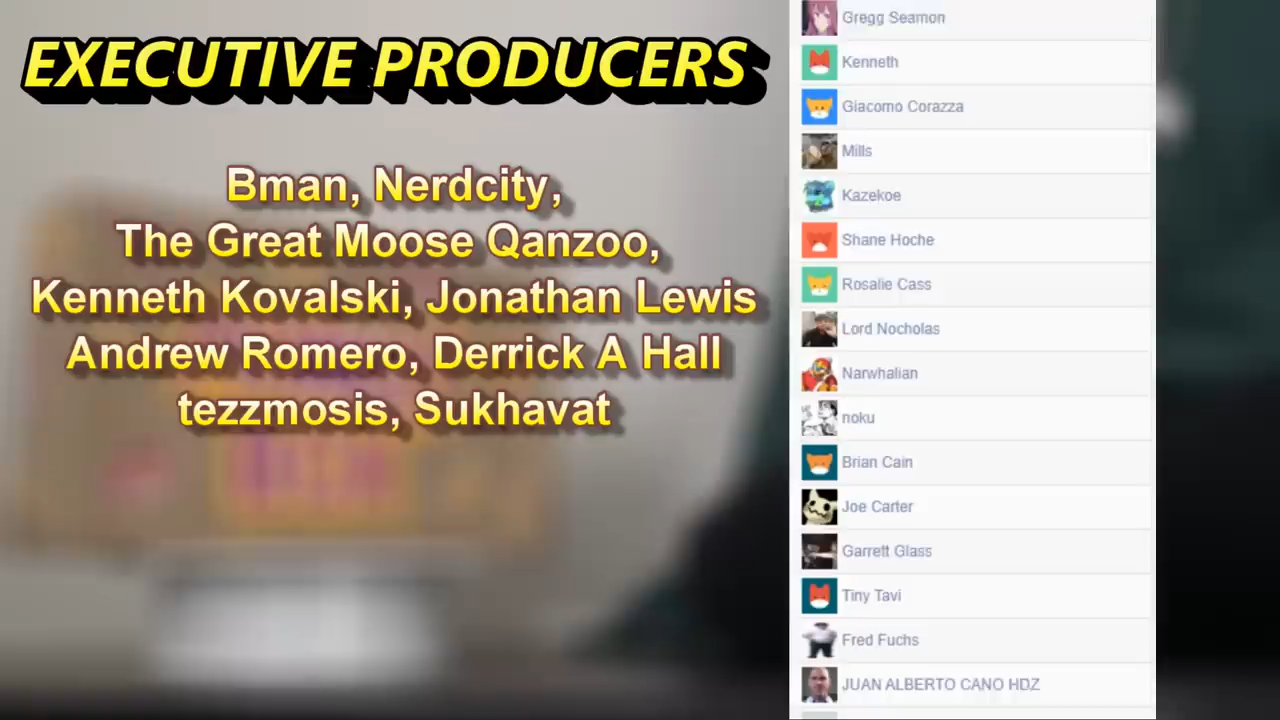 EXECUTIVE PRODUCERS
Bman, Nerdcity,
The Great Moose Qanzoo,
Kenneth Kovalski, Jonathan Lewis
Andrew Romero, Derrick A Hall
tezzmosis, Sukhavat
Gregg Seamon
Kenneth
Giacomo Corazza
Mills
Kazekoe
Shane Hoche
Rosalie Cass
Lord Nocholas
Narwhalian
noku
Brian Cain
Joe Carter
Garrett Glass
Tiny Tavi
Fred Fuchs
JUAN ALBERTO CANO HDZ